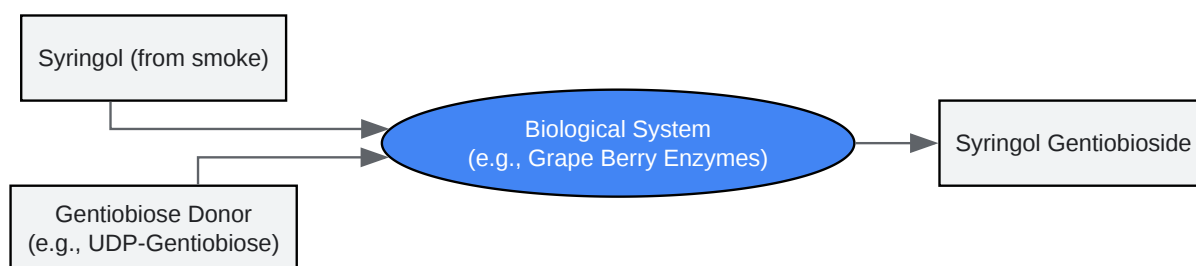 Syringol (from smoke)
Biological System
(e.g., Grape Berry Enzymes)
Syringol Gentiobioside
Gentiobiose Donor
(e.g., UDP-Gentiobiose)